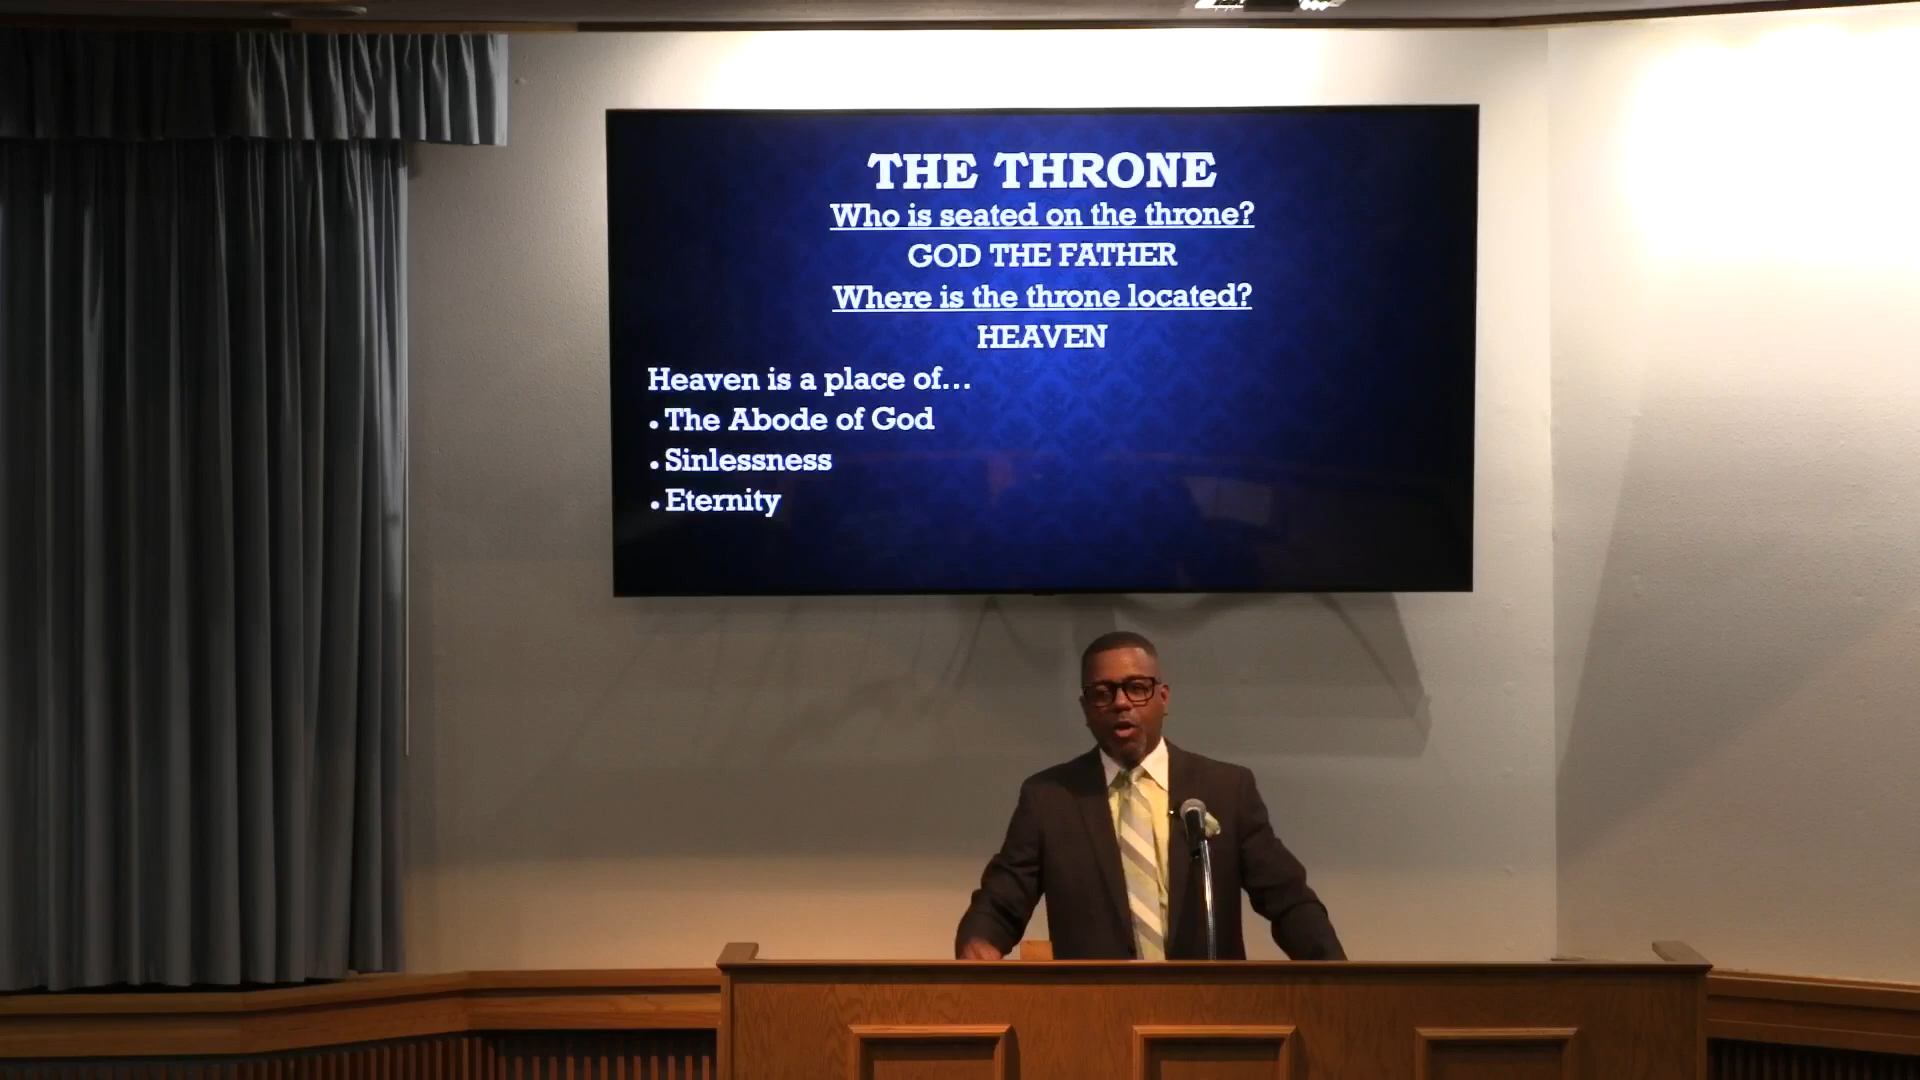 THE THRONE
Who is seated on the throne?
GOD THE FATHER
Where is the throne located?
HEAVEN
Heaven is a place of...
• The Abode of God
• Sinlessness
• Eternity